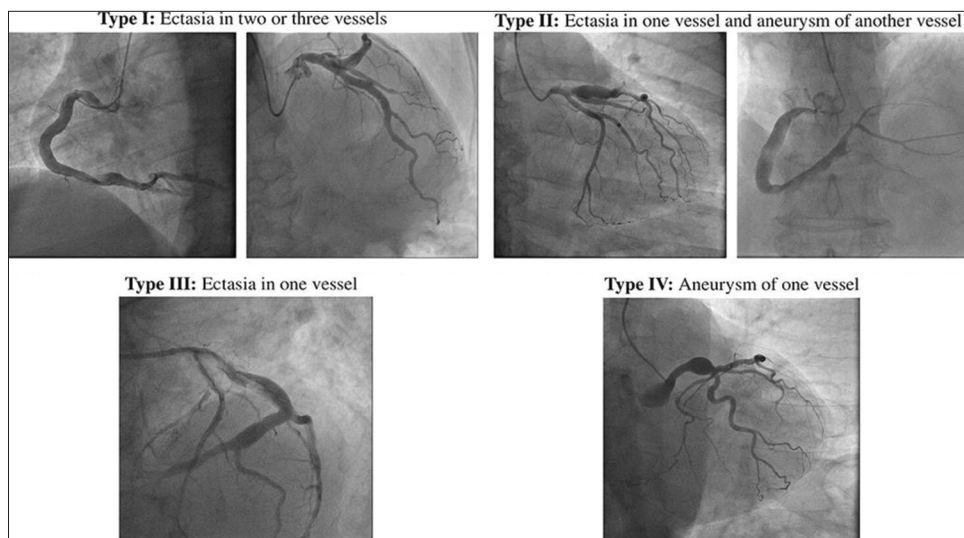 Type I: Ectasia in two or three vessels
Type II: Ectasia in one vessel and aneurysm of another vessel
Type III: Ectasia in one vessel
Type IV: Aneurysm of one vessel